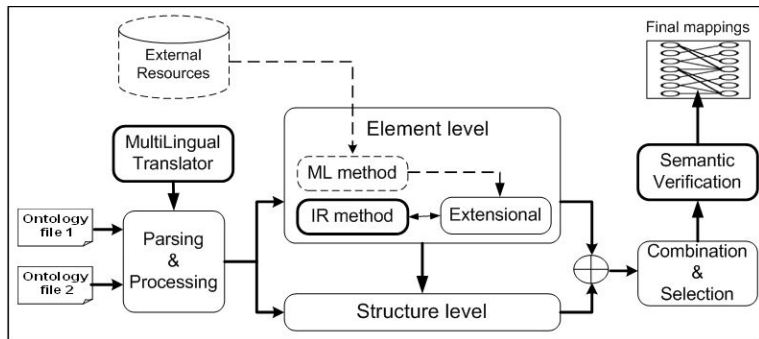 Final mappings
External
Resources
Element level
MultiLingual
Translator
ML method
Semantic
Verification
IR method
Extensional
Ontology
file 1
Parsing
&
Processing
Ontology
file 2
Combination
&
Selection
Structure level